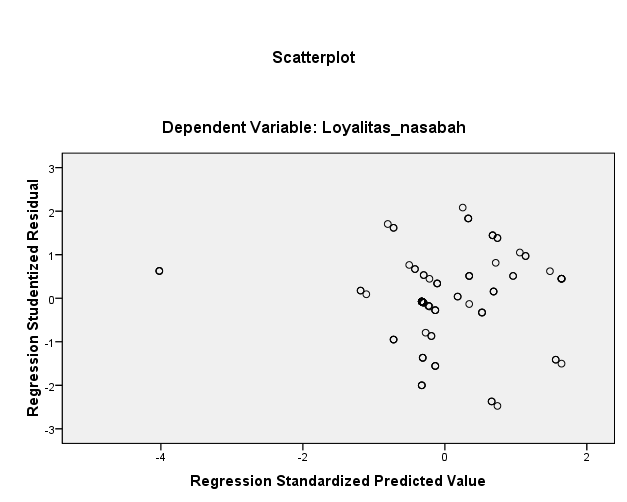 Scatterplot
Dependent Variable: Loyalitas_nasabah
Regression Studentized Residual
3
2
1
0
-1
-2
-3
-4
-2
0
2
Regression Standardized Predicted Value